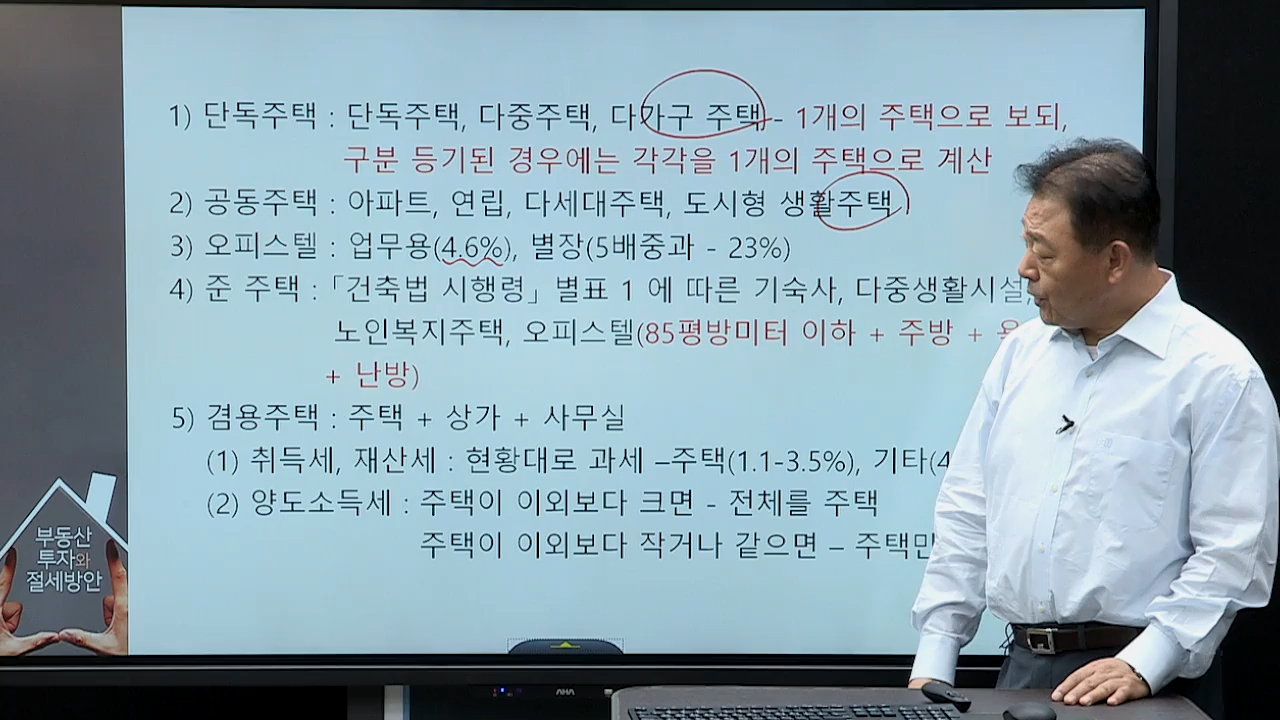 1) 단독주택 : 단독주택, 다중주택, 다가구 주택 - 1개의 주택으로 보되,
구분 등기된 경우에는 각각을 1개의 주택으로 계산
2) 공동주택 : 아파트, 연립, 다세대주택, 도시형 생활주택
3) 오피스텔 : 업무용(4.6%), 별장(5배중과 - 23%)
4) 준 주택 : 「건축법 시행령」 별표 1 에 따른 기숙사, 다중생활시설,
노인복지주택, 오피스텔(85평방미터 이하 + 주방 +
+ 난방)
5) 겸용주택 : 주택 + 상가 + 사무실
(1) 취득세, 재산세 : 현황대로 과세 –주택(1.1-3.5%), 기타(4
(2) 양도소득세 : 주택이 이외보다 크면 - 전체를 주택
주택이 이외보다 작거나 같으면 – 주택만
부동산
투자와
절세방안